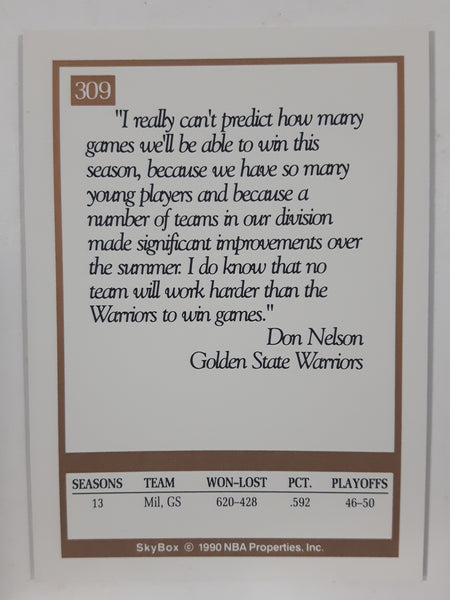 309
"I really can't predict how many
games we'll be able to win this
season, because we have so many
young players and because a
number of teams in our division
made significant improvements over
the summer. I do know that no
team will work harder than the
Warriors to win games."
Don Nelson
Golden State Warriors
SEASONS TEAM WON–LOST PCT. PLAYOFFS
13 Mil, GS 620–428 .592 46–50
SkyBox © 1990 NBA Properties, Inc.